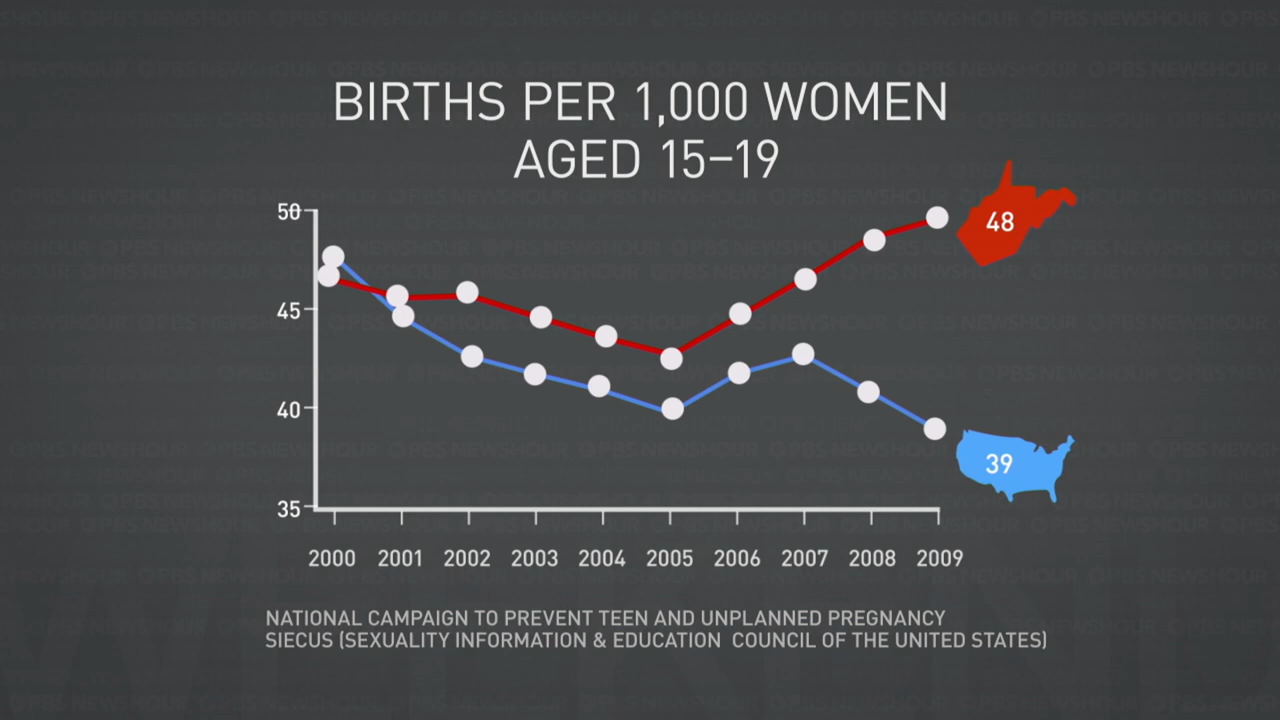 BIRTHS PER 1,000 WOMEN
AGED 15–19
50
48
45
40
39
35
2000 2001 2002 2003 2004 2005 2006 2007 2008 2009
NATIONAL CAMPAIGN TO PREVENT TEEN AND UNPLANNED PREGNANCY
SIECUS (SEXUALITY INFORMATION & EDUCATION COUNCIL OF THE UNITED STATES)